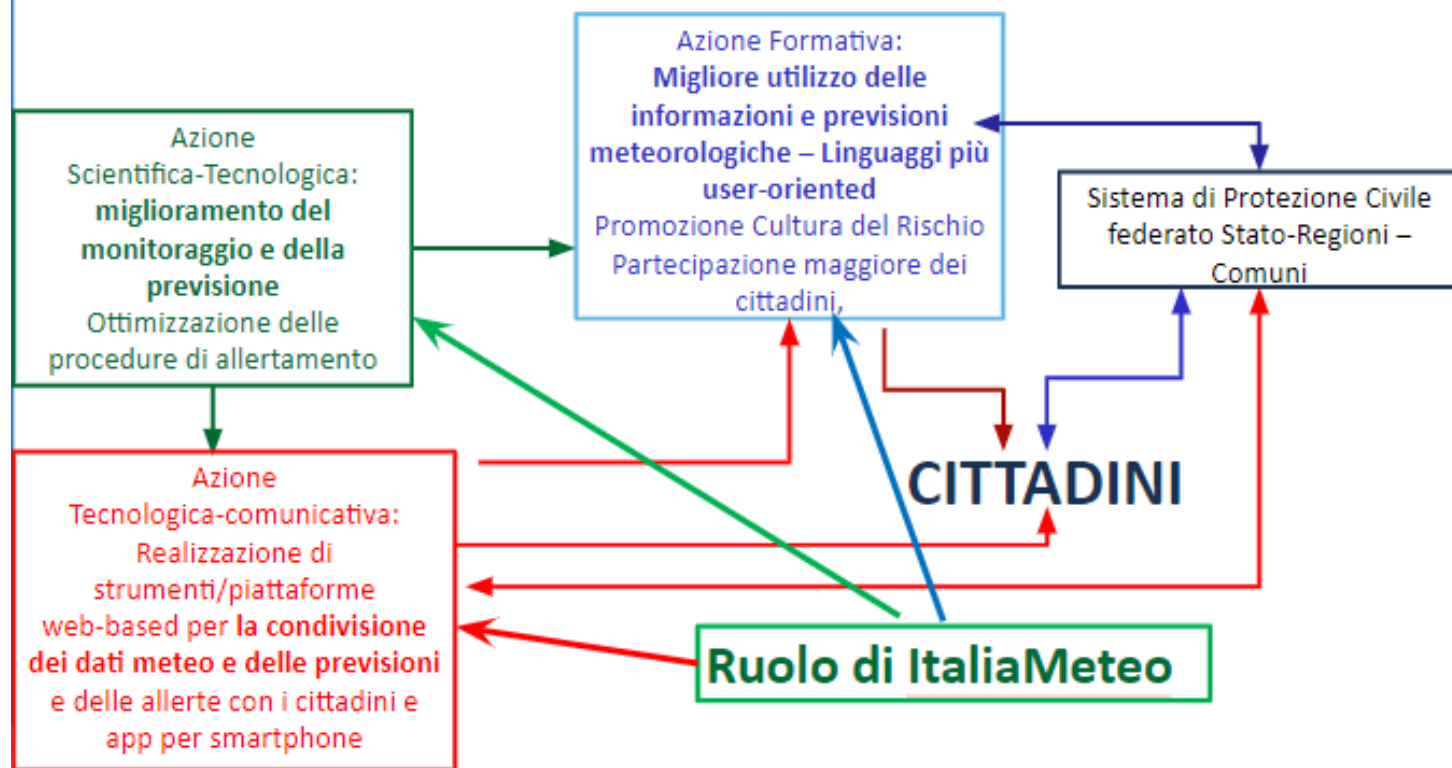 Azione Formativa:
Migliore utilizzo delle
informazioni e previsioni
meteorologiche – Linguaggi più
user-oriented
Promozione Cultura del Rischio
Partecipazione maggiore dei
cittadini,
Azione
Scientifica-Tecnologica:
miglioramento del
monitoraggio e della
previsione
Ottimizzazione delle
procedure di allertamento
Sistema di Protezione Civile
federato Stato-Regioni –
Comuni
CITTADINI
Azione
Tecnologica-comunicativa:
Realizzazione di
strumenti/piattaforme
web-based per la condivisione
dei dati meteo e delle previsioni
e delle allerte con i cittadini e
app per smartphone
Ruolo di ItaliaMeteo